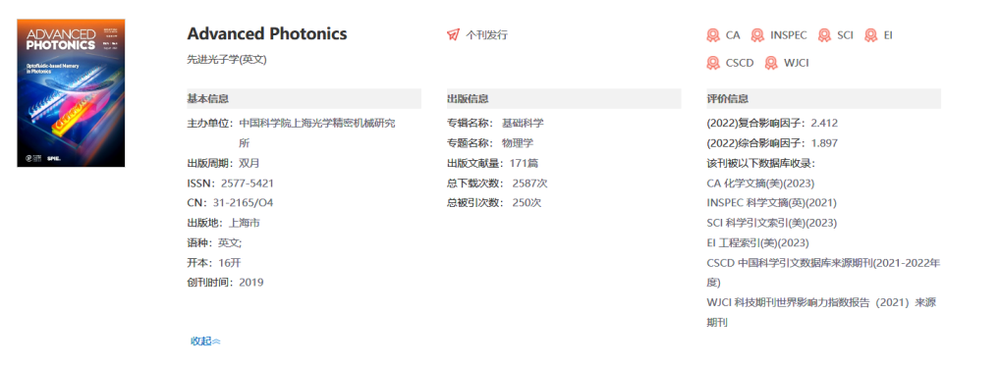 ADVANCED
PHOTONICS
Optofluidic-based Memory
in Photonics
SPIE.
Advanced Photonics
先进光子学(英文)
个刊发行
CA INSPEC SCI EI
CSCD WJCI
基本信息
主办单位：中国科学院上海光学精密机械研究
所
出版周期：双月
ISSN：2577-5421
CN：31-2165/O4
出版地：上海市
语种：英文;
开本：16开
创刊时间：2019
出版信息
专辑名称：基础科学
专题名称：物理学
出版文献量：171篇
总下载次数：2587次
总被引次数：250次
评价信息
(2022)复合影响因子：2.412
(2022)综合影响因子：1.897
该刊被以下数据库收录：
CA 化学文摘(美)(2023)
INSPEC 科学文摘(英)(2021)
SCI 科学引文索引(美)(2023)
EI 工程索引(美)(2023)
CSCD 中国科学引文数据库来源期刊(2021-2022年
度)
WJCI 科技期刊世界影响力指数报告（2021）来源
期刊
收起